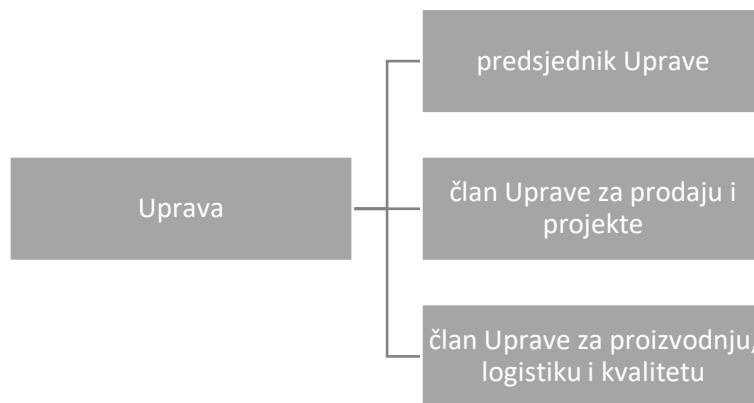 predsjednik Uprave
Uprava
član Uprave za prodaju i
projekte
član Uprave za proizvodnju,
logistiku i kvalitetu